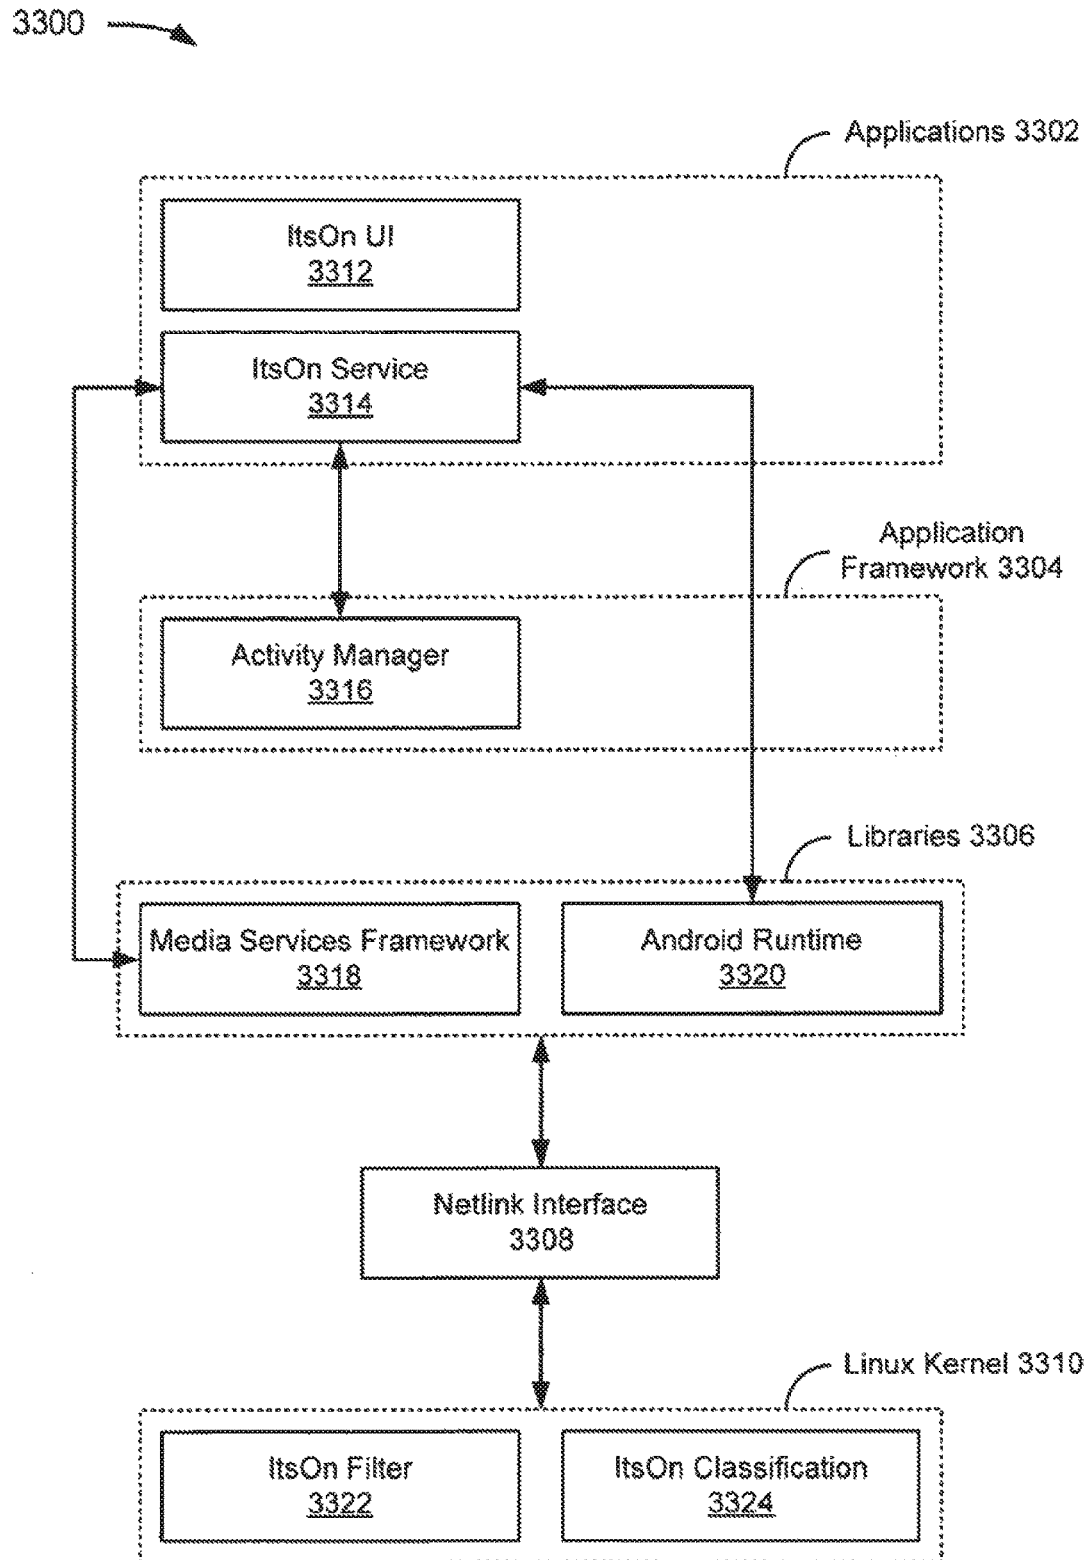 3300
Applications 3302
ItsOn UI
3312
ItsOn Service
3314
Application
Framework 3304
Activity Manager
3316
Libraries 3306
Media Services Framework
3318
Android Runtime
3320
Netlink Interface
3308
Linux Kernel 3310
ItsOn Filter
3322
ItsOn Classification
3324